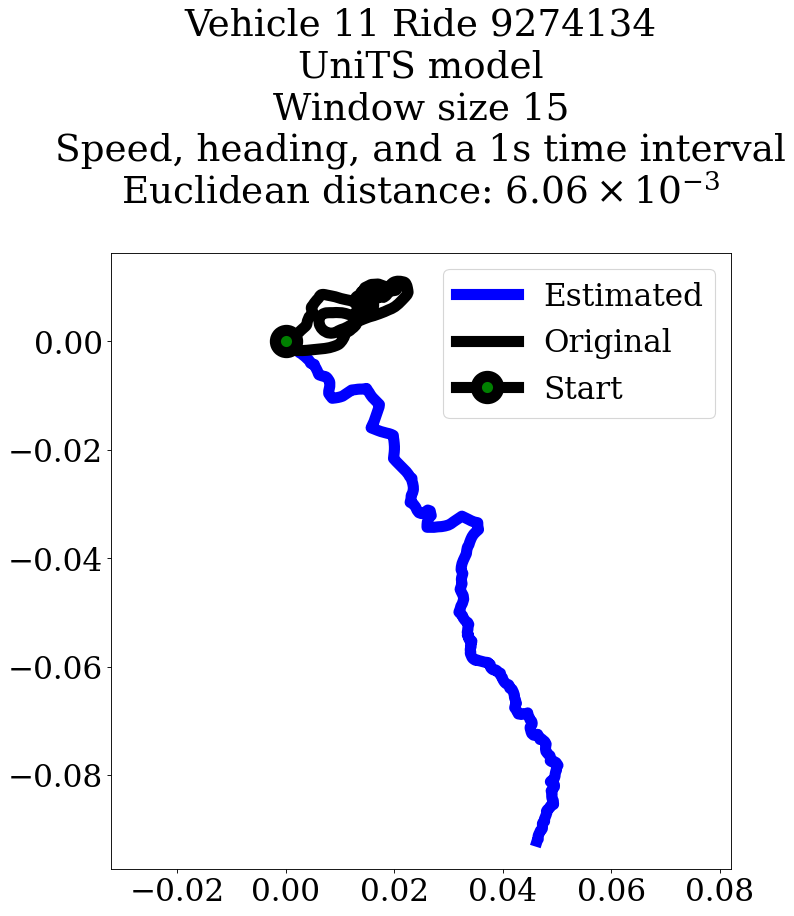 Vehicle 11 Ride 9274134
UniTS model
Window size 15
Speed, heading, and a 1s time interval
Euclidean distance: 6.06 × 10⁻³
Estimated
Original
Start
0.00
−0.02
−0.04
−0.06
−0.08
−0.02 0.00 0.02 0.04 0.06 0.08